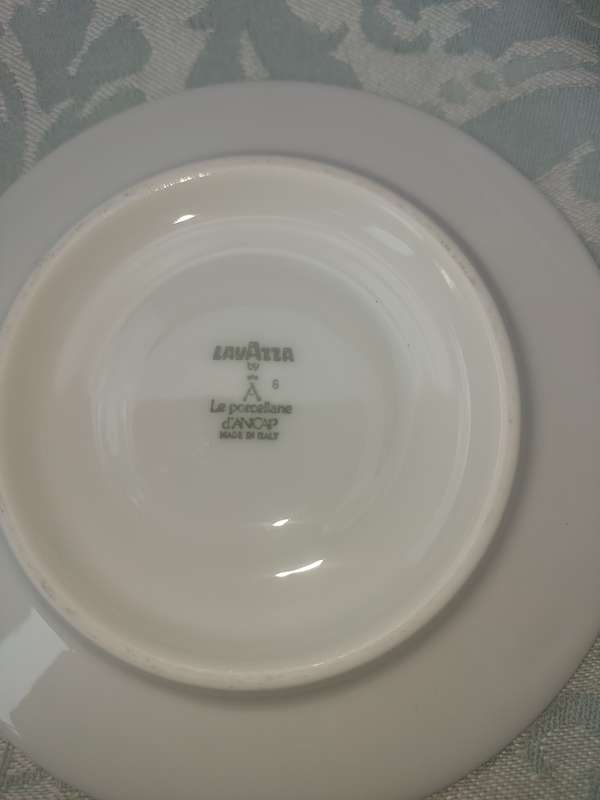 LAVAZZA
by
A 6
Le porcellane
d'ANCAP
MADE IN ITALY